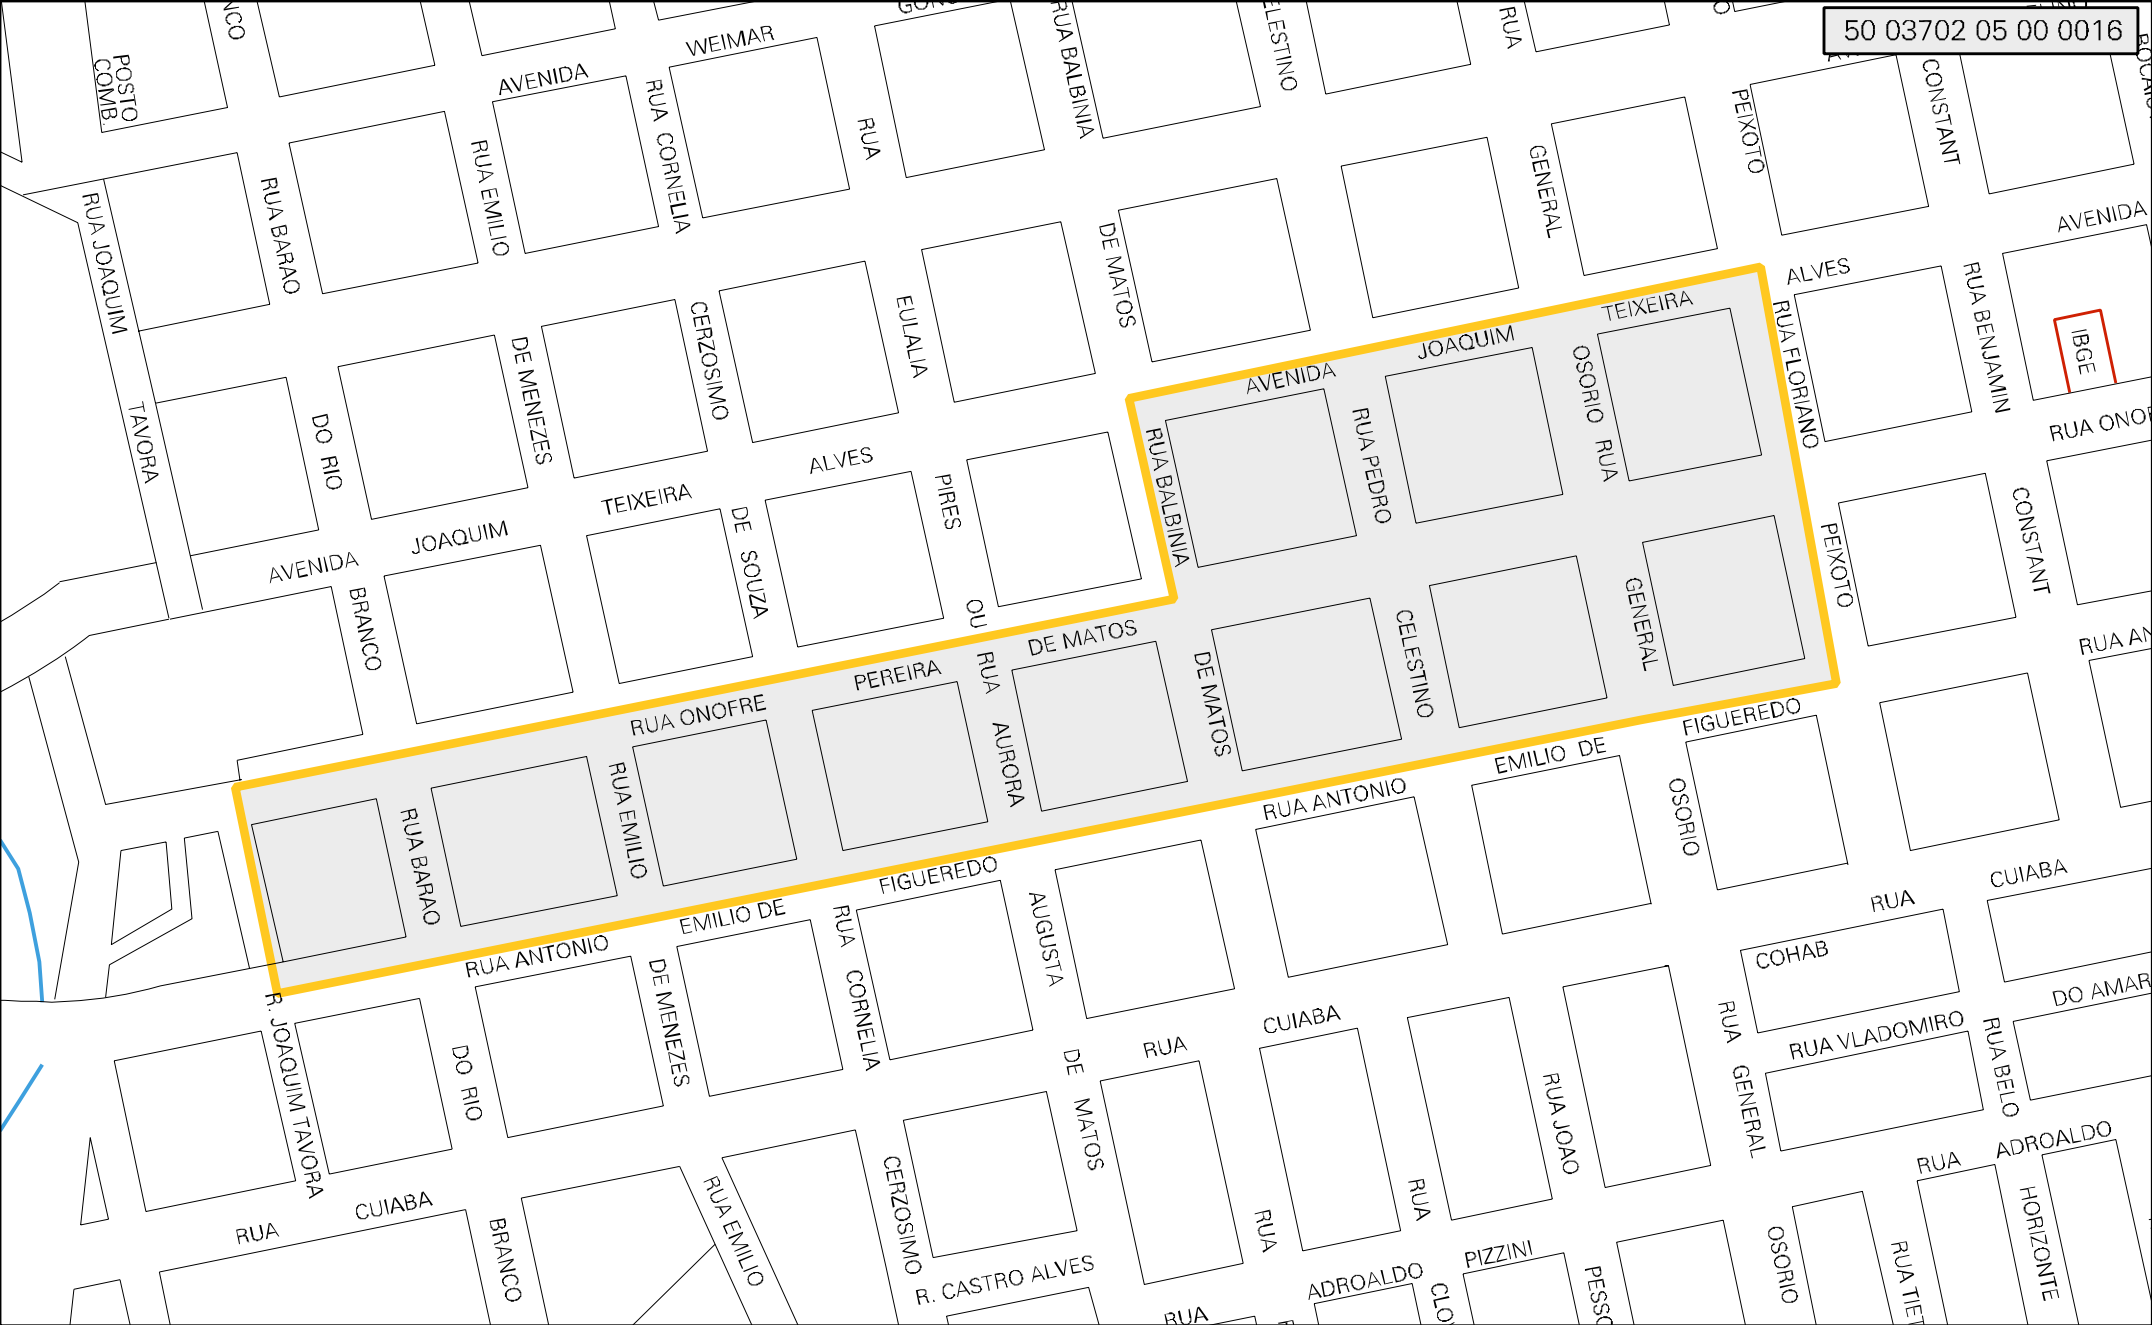 50 03702 05 00 0016
WEIMAR
AVENIDA
POSTO
COMB.
RUA BALBINIA
RUA
RUA CORNELIA
RUA
PEIXOTO
CONSTANT
RUA EMILIO
GENERAL
RUA BARAO
RUA JOAQUIM
AVENIDA
DE MATOS
ALVES
RUA BENJAMIN
EULALIA
CERZOSIMO
TEIXEIRA
JOAQUIM
AVENIDA
RUA FLORIANO
IBGE
DE MENEZES
OSORIO RUA
RUA PEDRO
RUA BALBINIA
TAVORA
DO RIO
ALVES
PIRES
TEIXEIRA
JOAQUIM
AVENIDA
DE SOUZA
CONSTANT
PEIXOTO
BRANCO
OU
GENERAL
CELESTINO
DE MATOS
DE MATOS
RUA
AURORA
PEREIRA
RUA ONOFRE
FIGUEREDO
EMILIO DE
RUA ANTONIO
OSORIO
RUA EMILIO
RUA BARAO
FIGUEREDO
EMILIO DE
RUA ANTONIO
AUGUSTA
CUIABA
RUA
COHAB
RUA CORNELIA
DE MENEZES
R. JOAQUIM TAVORA
DO RIO
RUA
CUIABA
DO AMAR
RUA GENERAL
RUA VLADOMIRO
RUA BELO
DE MATOS
RUA JOAO
RUA
ADROALDO
CERZOSIMO
RUA EMILIO
RUA
CUIABA
BRANCO
RUA
RUA
HORIZONTE
OSORIO
R. CASTRO ALVES
PIZZINI
ADROALDO
RUA